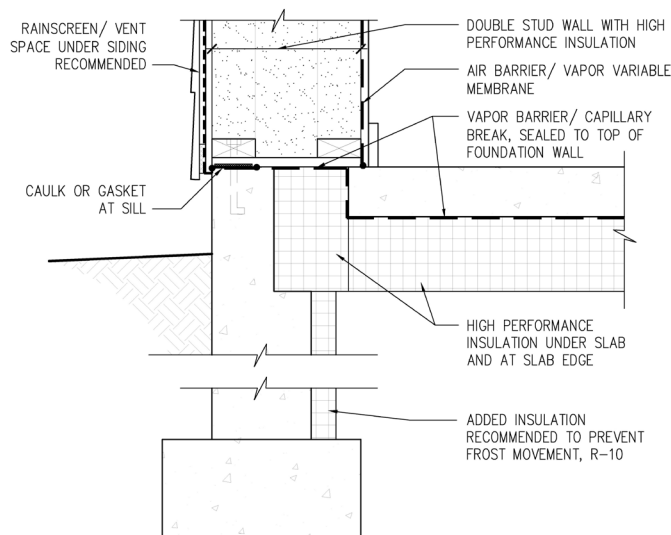 RAINSCREEN/ VENT
SPACE UNDER SIDING
RECOMMENDED
CAULK OR GASKET
AT SILL
DOUBLE STUD WALL WITH HIGH
PERFORMANCE INSULATION
AIR BARRIER/ VAPOR VARIABLE
MEMBRANE
VAPOR BARRIER/ CAPILLARY
BREAK, SEALED TO TOP OF
FOUNDATION WALL
HIGH PERFORMANCE
INSULATION UNDER SLAB
AND AT SLAB EDGE
ADDED INSULATION
RECOMMENDED TO PREVENT
FROST MOVEMENT, R-10